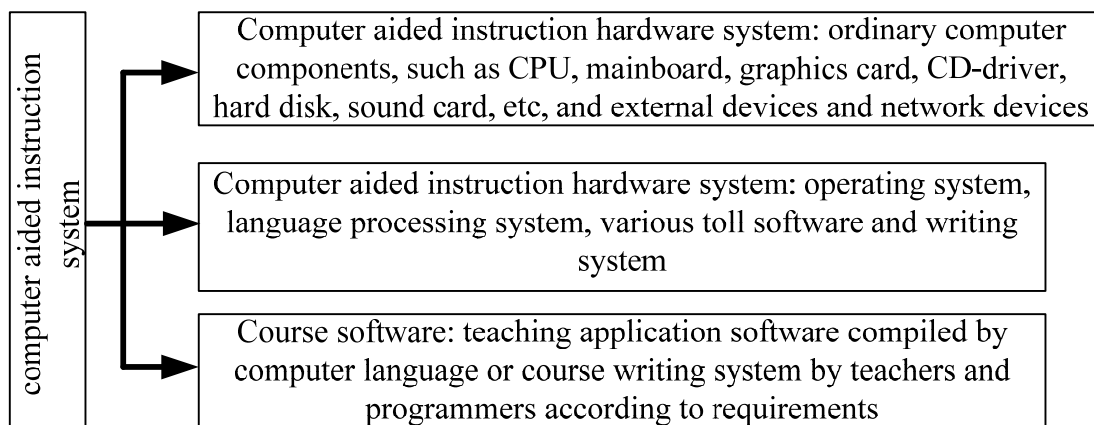 computer aided instruction
system
Computer aided instruction hardware system: ordinary computer
components, such as CPU, mainboard, graphics card, CD-driver,
hard disk, sound card, etc, and external devices and network devices
Computer aided instruction hardware system: operating system,
language processing system, various toll software and writing
system
Course software: teaching application software compiled by
computer language or course writing system by teachers and
programmers according to requirements